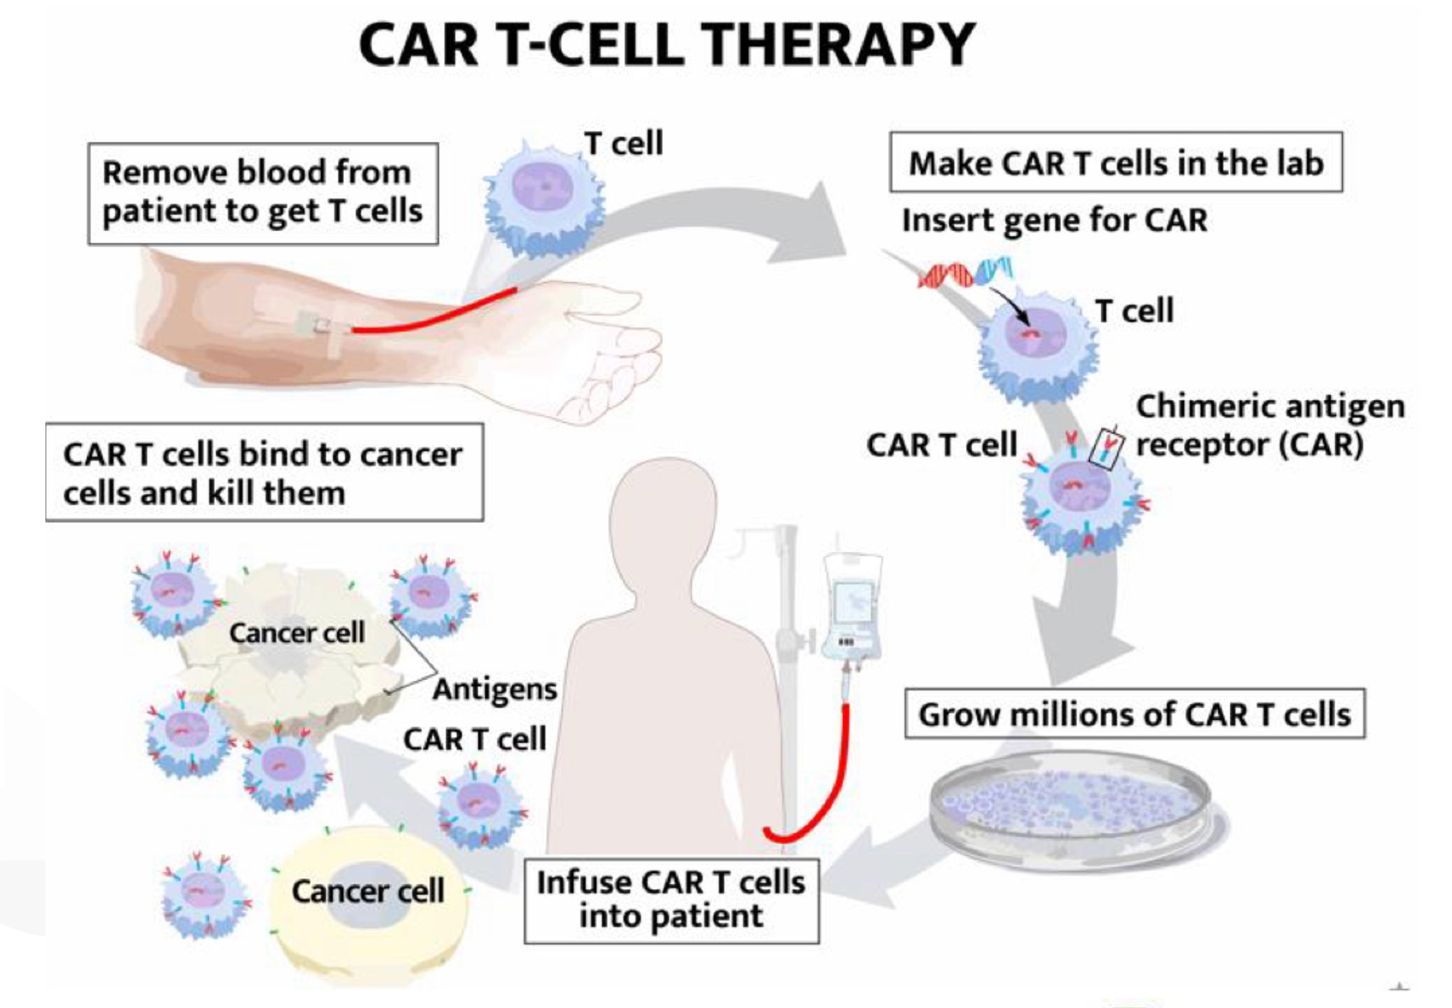 CAR T-CELL THERAPY
Remove blood from
patient to get T cells
T cell
Make CAR T cells in the lab
Insert gene for CAR
T cell
Chimeric antigen
receptor (CAR)
CAR T cell
Grow millions of CAR T cells
Infuse CAR T cells
into patient
CAR T cells bind to cancer
cells and kill them
Cancer cell
Antigens
CAR T cell
Cancer cell